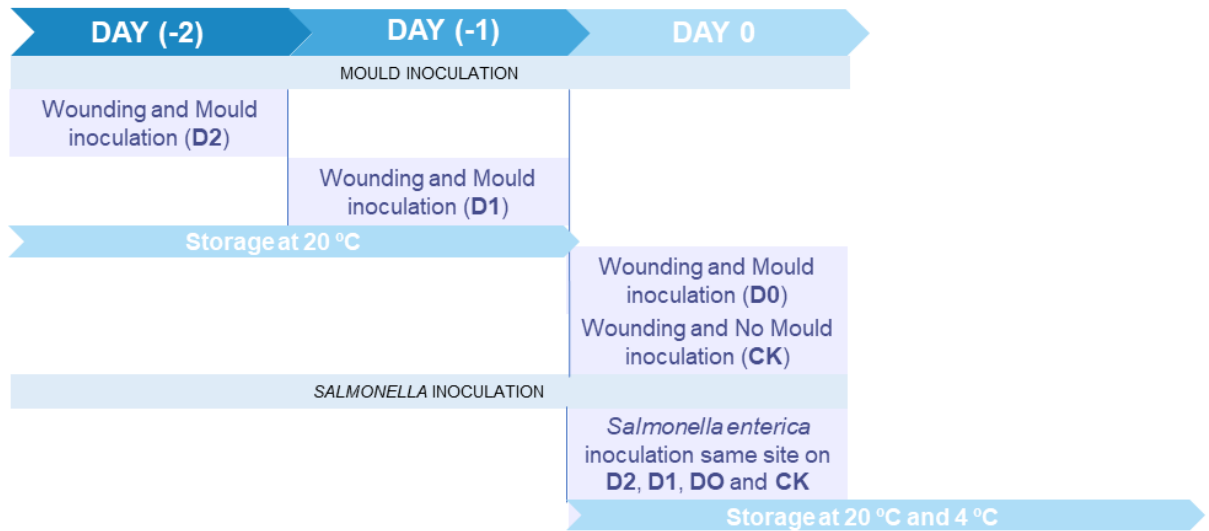 DAY (-2)
DAY (-1)
DAY 0
MOULD INOCULATION
Wounding and Mould
inoculation (D2)
Wounding and Mould
inoculation (D1)
Storage at 20 ºC
Wounding and Mould
inoculation (D0)
Wounding and No Mould
inoculation (CK)
SALMONELLA INOCULATION
Salmonella enterica
inoculation same site on
D2, D1, DO and CK
Storage at 20 ºC and 4 ºC